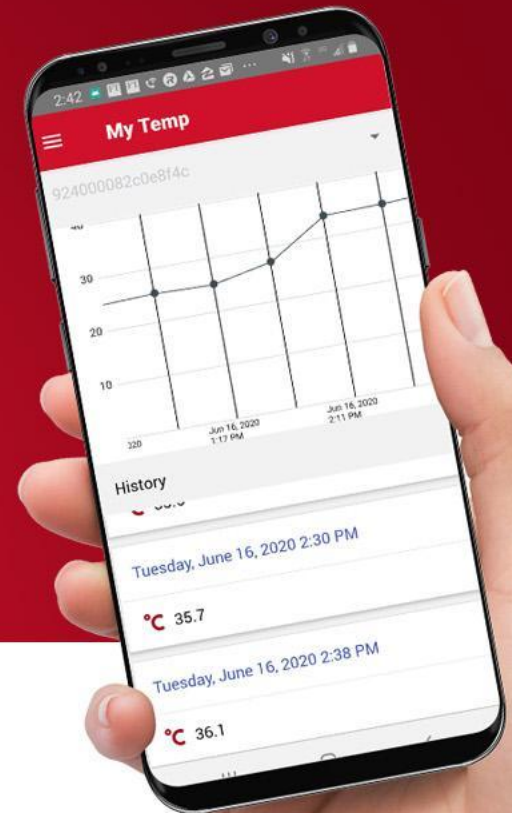 2:42
My Temp
924000082c0e8f4c
40
30
20
10
Jun 16, 2020
1:17 PM
Jun 16, 2020
2:11 PM
History
Tuesday, June 16, 2020 2:30 PM
°C 35.7
Tuesday, June 16, 2020 2:38 PM
°C 36.1